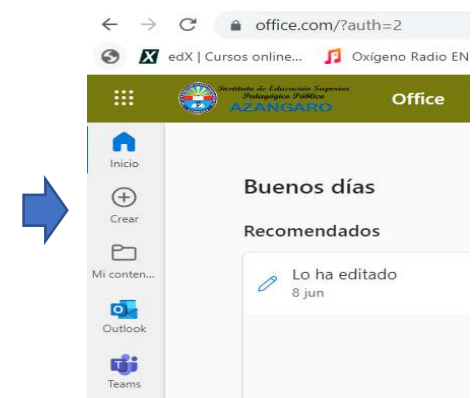 office.com/?auth=2
edX | Cursos online... Oxígeno Radio EN
Instituto de Educación Superior
Pedagógico Público
AZANGARO
Office
Inicio
Crear
Mi conten...
Outlook
Teams
Buenos días
Recomendados
Lo ha editado
8 jun